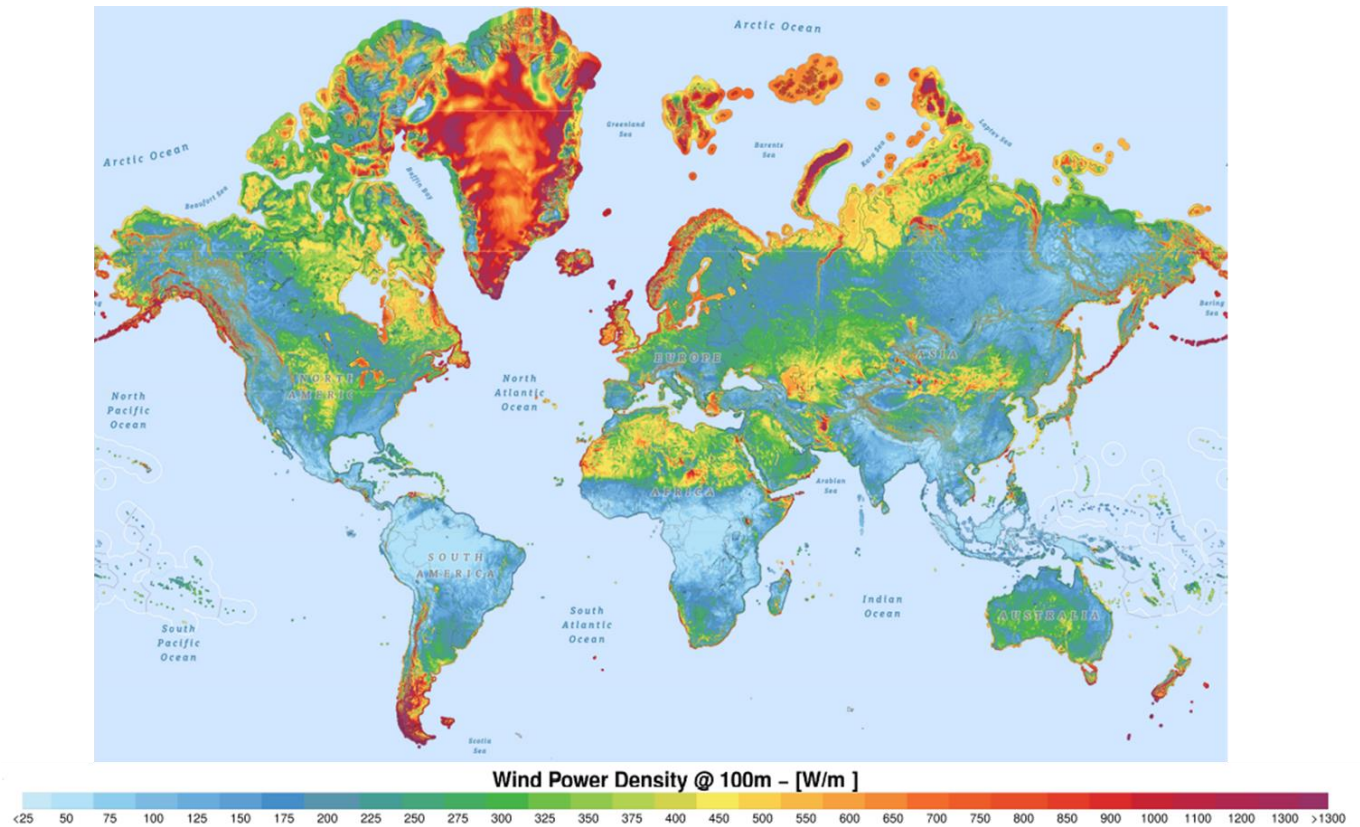 Arctic Ocean
Greenland
Sea
Barents
Sea
Kara Sea
Laptev Sea
Arctic Ocean
Beaufort Sea
Baffin Bay
Bering
Sea
EUROPE
ASIA
NORTH
AMERIC
North
Pacific
Ocean
North
Atlantic
Ocean
Arabian
Sea
AFRICA
SOUTH
AMERICA
South
Pacific
Ocean
South
Atlantic
Ocean
Indian
Ocean
AUSTRALIA
Scotia
Sea
Wind Power Density @ 100m – [W/m ]
<25 50 75 100 125 150 175 200 225 250 275 300 325 350 375 400 450 500 550 600 650 700 750 800 850 900 1000 1100 1200 1300 >1300